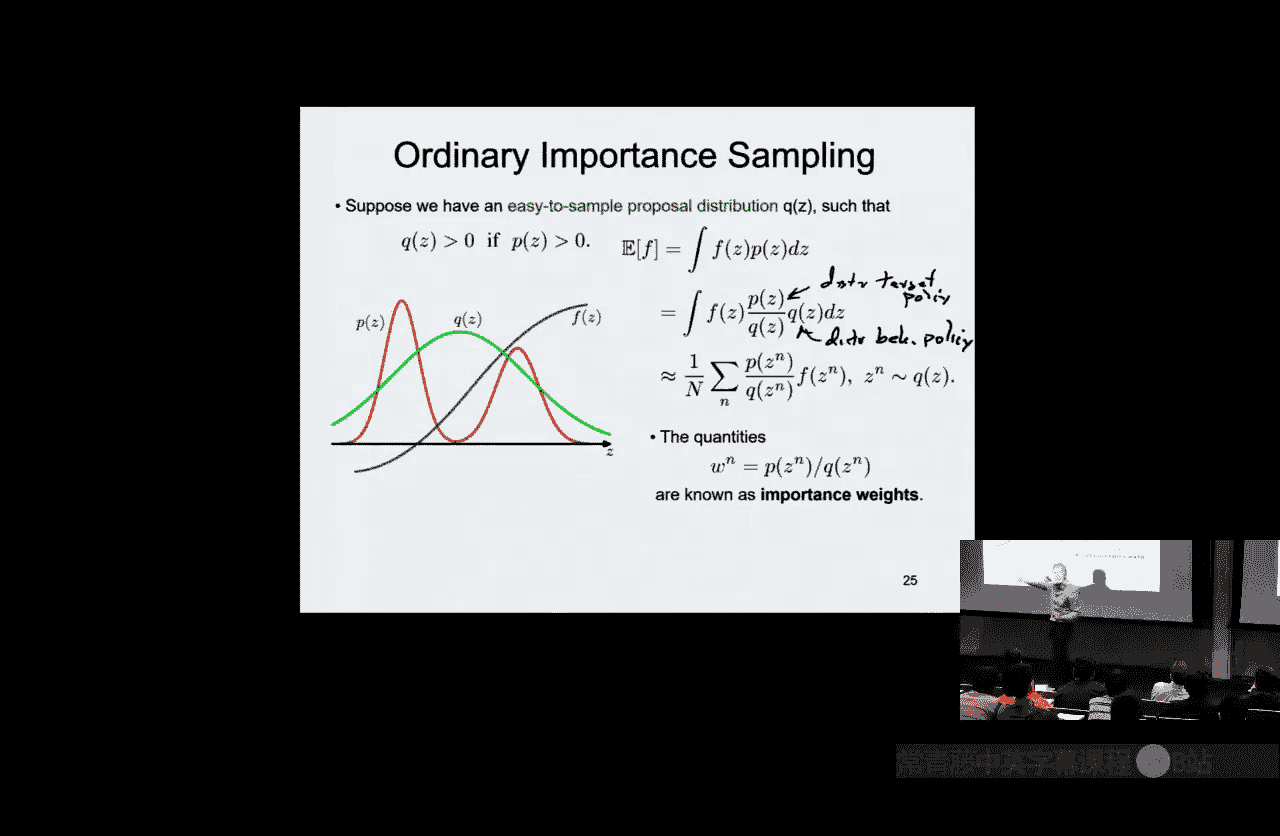 Ordinary Importance Sampling
• Suppose we have an easy-to-sample proposal distribution q(z), such that
q(z) > 0 if p(z) > 0.
𝔼[f] = ∫ f(z)p(z)dz
= ∫ f(z) p(z)/q(z) q(z)dz
distr target policy
distr beh. policy
≈ 1/N ∑_n p(z^n)/q(z^n) f(z^n), z^n ∼ q(z).
p(z)
q(z)
f(z)
z
• The quantities
w^n = p(z^n)/q(z^n)
are known as importance weights.
25